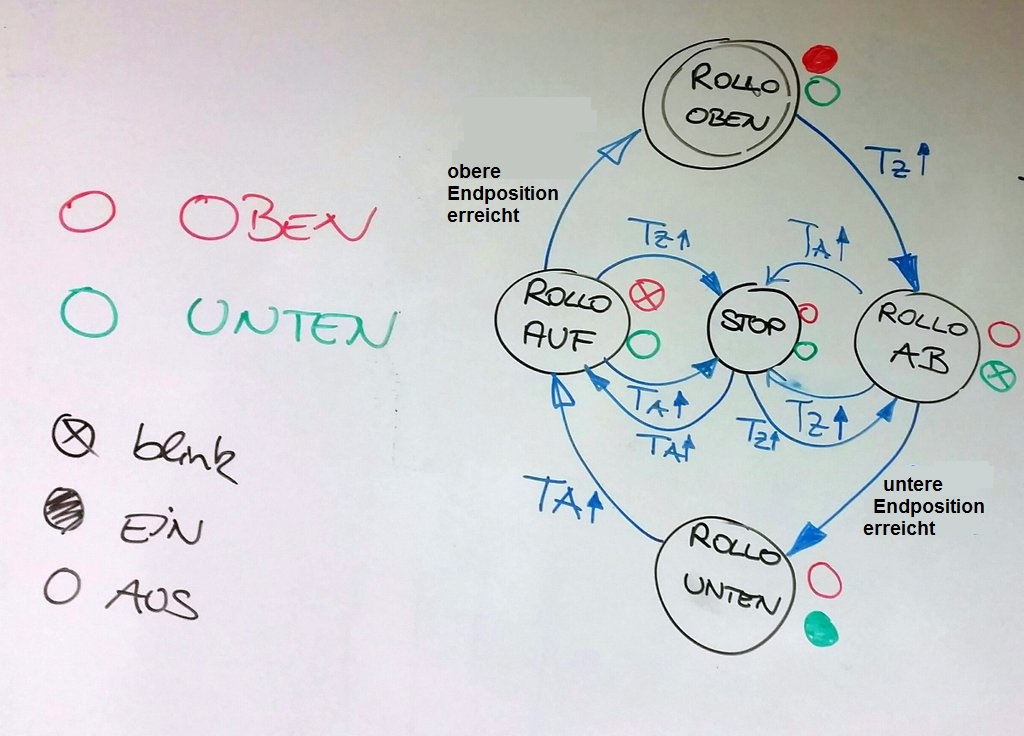 ROLLO
OBEN
Tz↑
obere
Endposition
erreicht
OBEN
UNTEN
Tz↑
TA↑
ROLLO
AUF
STOP
ROLLO
AB
TA↑
TA↑
Tz↑
Tz↑
blink
EIN
AUS
TA↑
untere
Endposition
erreicht
ROLLO
UNTEN